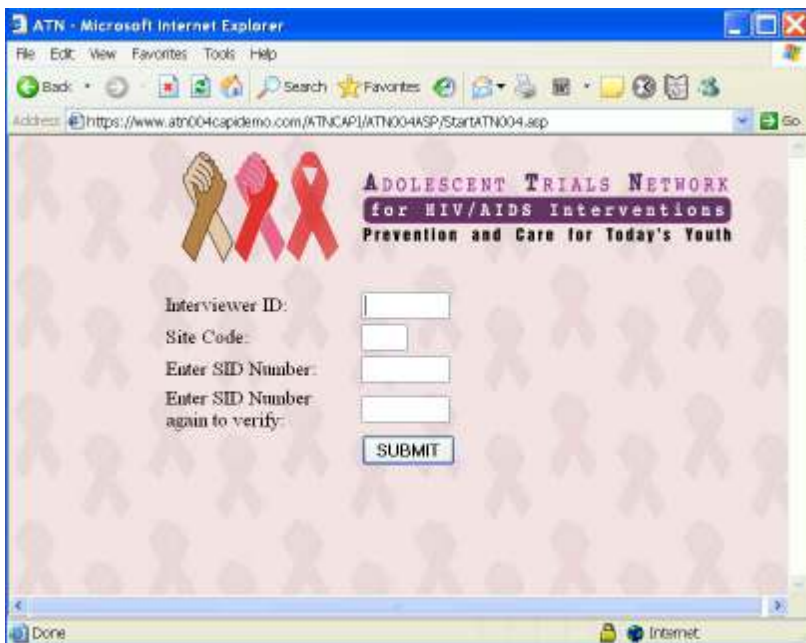 ATN - Microsoft Internet Explorer
File Edit View Favorites Tools Help
Back Search Favorites
Address https://www.atn004capidemo.com/ATNCAPI/ATN004ASP/StartATN004.asp Go
ADOLESCENT TRIALS NETWORK
for HIV/AIDS Interventions
Prevention and Care for Today's Youth
Interviewer ID:
Site Code:
Enter SID Number:
Enter SID Number
again to verify:
SUBMIT
Done Internet